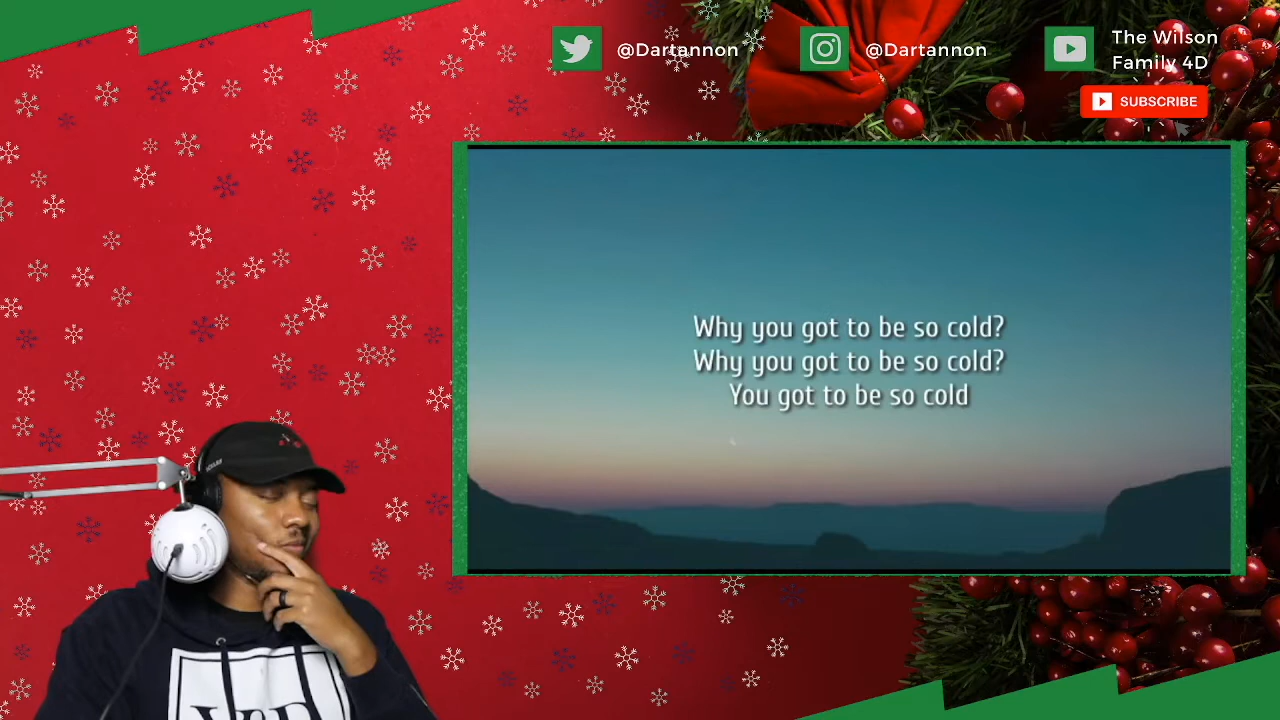 @Dartannon
@Dartannon
The Wilson
Family 4D
SUBSCRIBE
Why you got to be so cold?
Why you got to be so cold?
You got to be so cold